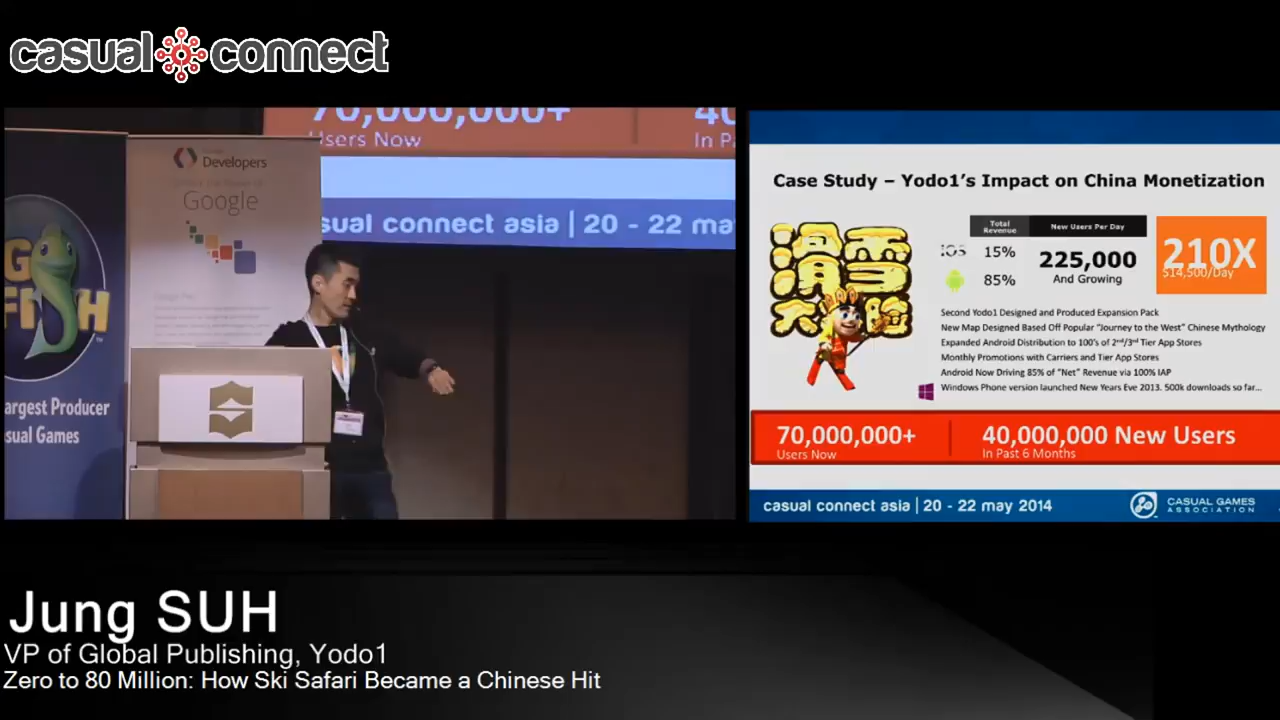 casual connect
70,000,000+
Users Now
40
In Pa
Developers
Google
sual connect asia | 20 - 22 may
GO
FISH
argest Producer
sual Games
Case Study – Yodo1's Impact on China Monetization
滑雪
大冒险
Total Revenue
New Users Per Day
iOS 15%
85%
225,000
And Growing
210X
$14,500/Day
Second Yodo1 Designed and Produced Expansion Pack
New Map Designed Based Off Popular "Journey to the West" Chinese Mythology
Expanded Android Distribution to 100's of 2nd/3rd Tier App Stores
Monthly Promotions with Carriers and Tier App Stores
Android Now Driving 85% of "Net" Revenue via 100% IAP
Windows Phone version launched New Years Eve 2013. 500k downloads so far...
70,000,000+
Users Now
40,000,000 New Users
In Past 6 Months
casual connect asia | 20 - 22 may 2014
CASUAL GAMES
ASSOCIATION
Jung SUH
VP of Global Publishing, Yodo1
Zero to 80 Million: How Ski Safari Became a Chinese Hit